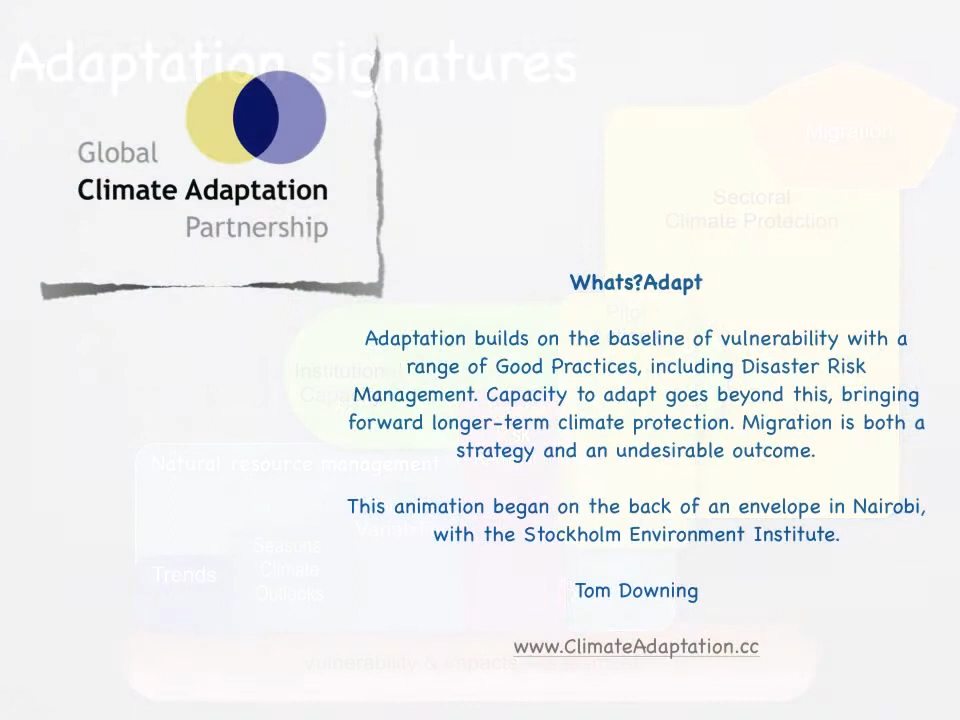 Adaptation signatures
Global
Climate Adaptation
Partnership
Migration
Sectoral
Climate Protection
Whats?Adapt
Pilot
Adaptation builds on the baseline of vulnerability with a
range of Good Practices, including Disaster Risk
Management. Capacity to adapt goes beyond this, bringing
forward longer-term climate protection. Migration is both a
strategy and an undesirable outcome.
Institutional
Natural resource management
This animation began on the back of an envelope in Nairobi,
with the Stockholm Environment Institute.
Seasonal
Climate
Outlooks
Trends
Tom Downing
www.ClimateAdaptation.cc
vulnerability & impacts